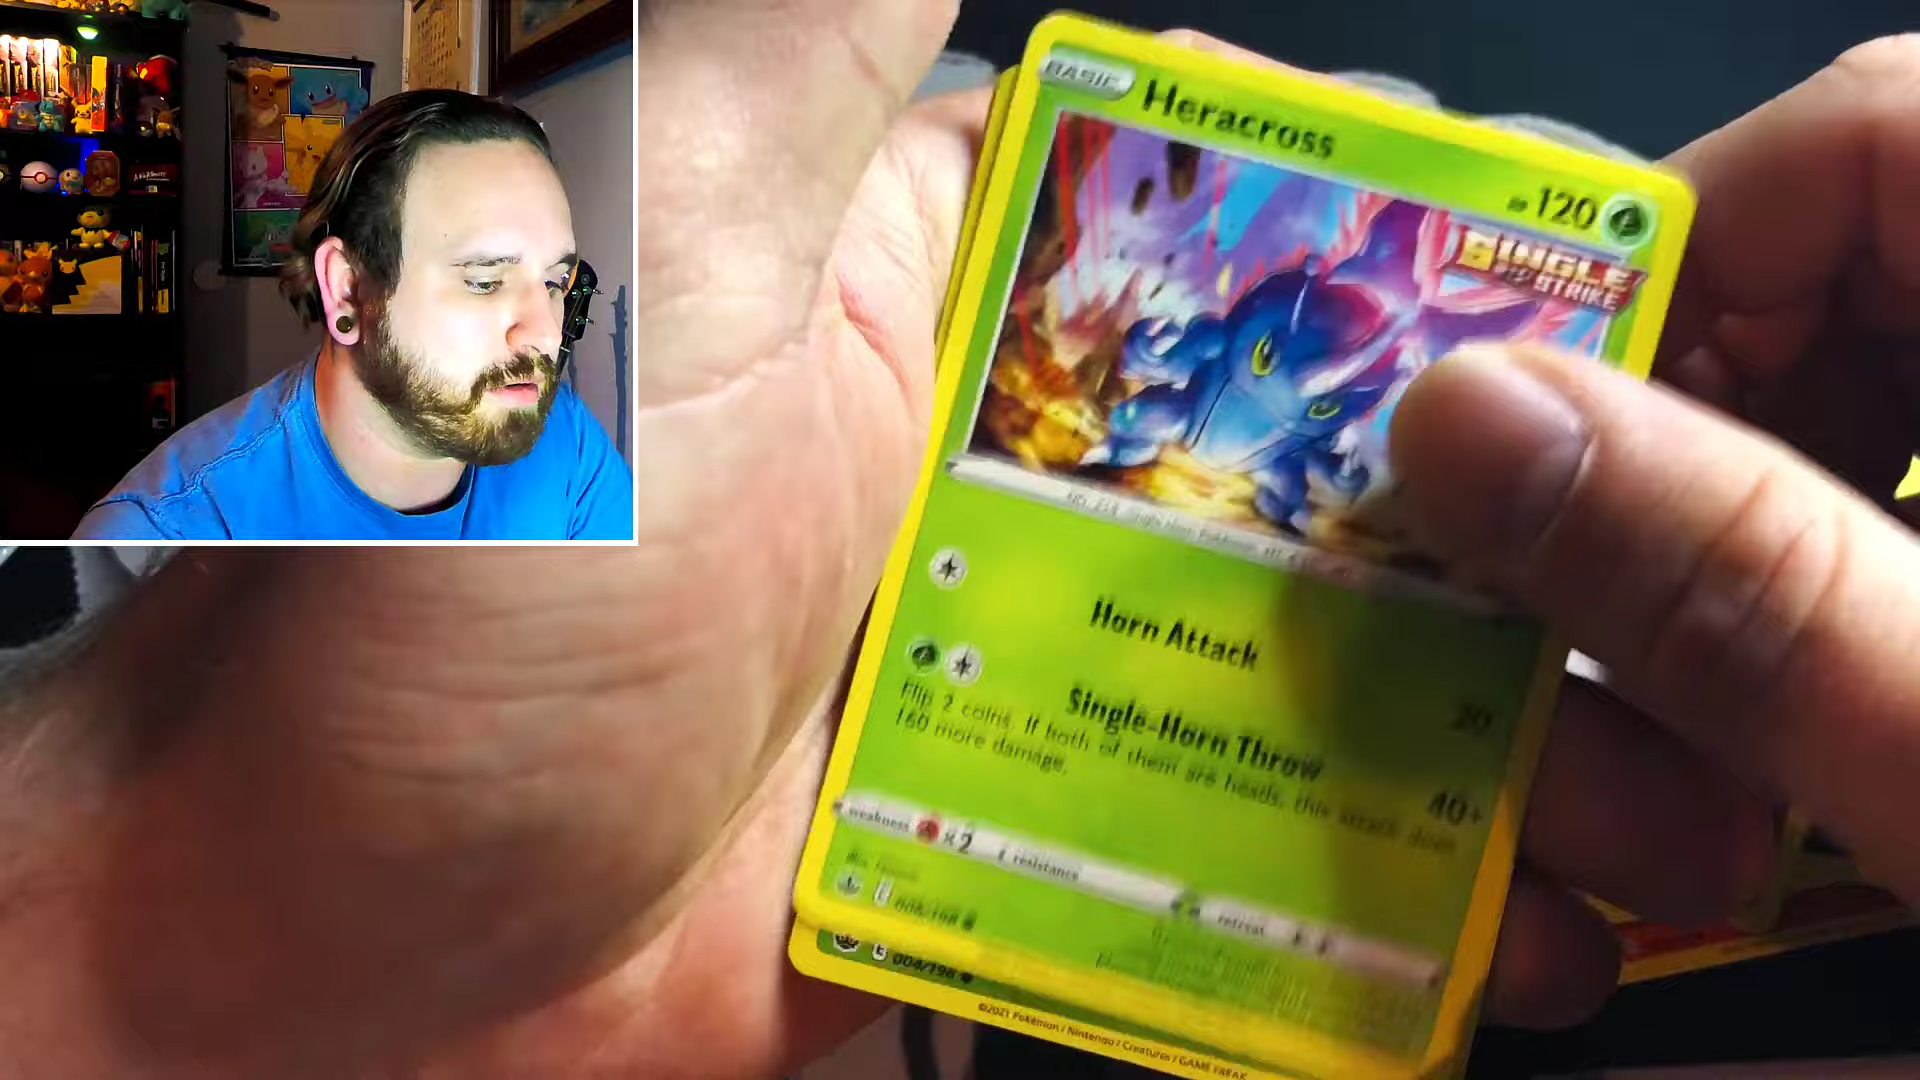 BASIC
Heracross
HP 120
SINGLE
STRIKE
Horn Attack
20
Single-Horn Throw
40+
Flip 2 coins. If both of them are heads, this attack does
160 more damage.
weakness
×2
resistance
retreat
E
E
004/198
©2021 Pokémon / Nintendo / Creatures / GAME FREAK